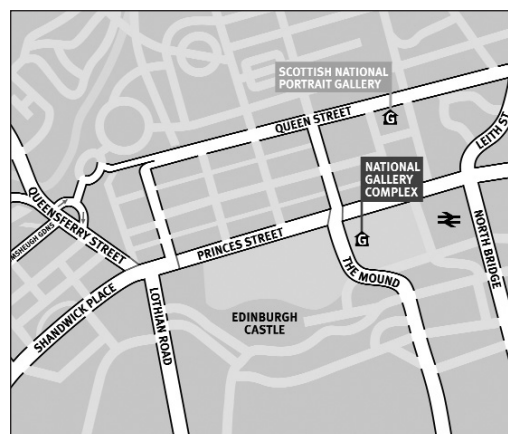 SCOTTISH NATIONAL
PORTRAIT GALLERY
G
QUEEN STREET
LEITH ST
NATIONAL
GALLERY
COMPLEX
G
QUEENSFERRY STREET
PRINCES STREET
NORTH BRIDGE
THE MOUND
SHANDWICK PLACE
LOTHIAN ROAD
EDINBURGH
CASTLE